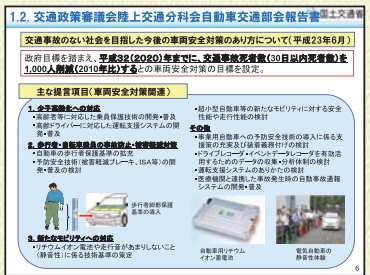 1.2. 交通政策審議会陸上交通分科会自動車交通部会報告書
国土交通省
交通事故のない社会を目指した今後の車両安全対策のあり方について（平成23年6月）
政府目標を踏まえ、平成32（2020）年までに、交通事故死者数（30日以内死者数）を
1,000人削減（2010年比）するとの車両安全対策の目標を設定。
主な提言項目（車両安全対策関連）
1. 少子高齢化への対応
・高齢者等に対応した乗員保護技術の開発・普及
・高齢ドライバーに対応した運転支援システムの開
発・普及
2. 歩行者・自転車乗員の事故防止・被害軽減対策
・自動車の歩行者保護基準の拡充
・予防安全技術（被害軽減ブレーキ、ISA等）の開
発・普及の検討
歩行者脚部保護
基準の導入
3. 新たなモビリティへの対応
・リチウムイオン電池や走行音があまりしないこと
（静音性）に係る技術基準の策定
・超小型自動車等の新たなモビリティに対する安全
性能や走行性能の検討
その他
・事業用自動車への予防安全技術の導入に係る支
援策の充実及び装着義務付けの検討
・ドライブレコーダ・イベントデータレコーダを有効活
用するためのデータの収集・分析体制の検討
・運転支援システムのありかたの検討
・医療機関と連携した事故発生時の自動事故通報
システムの開発・普及
自動車用リチウム
イオン蓄電池
電気自動車の
静音性体験
6